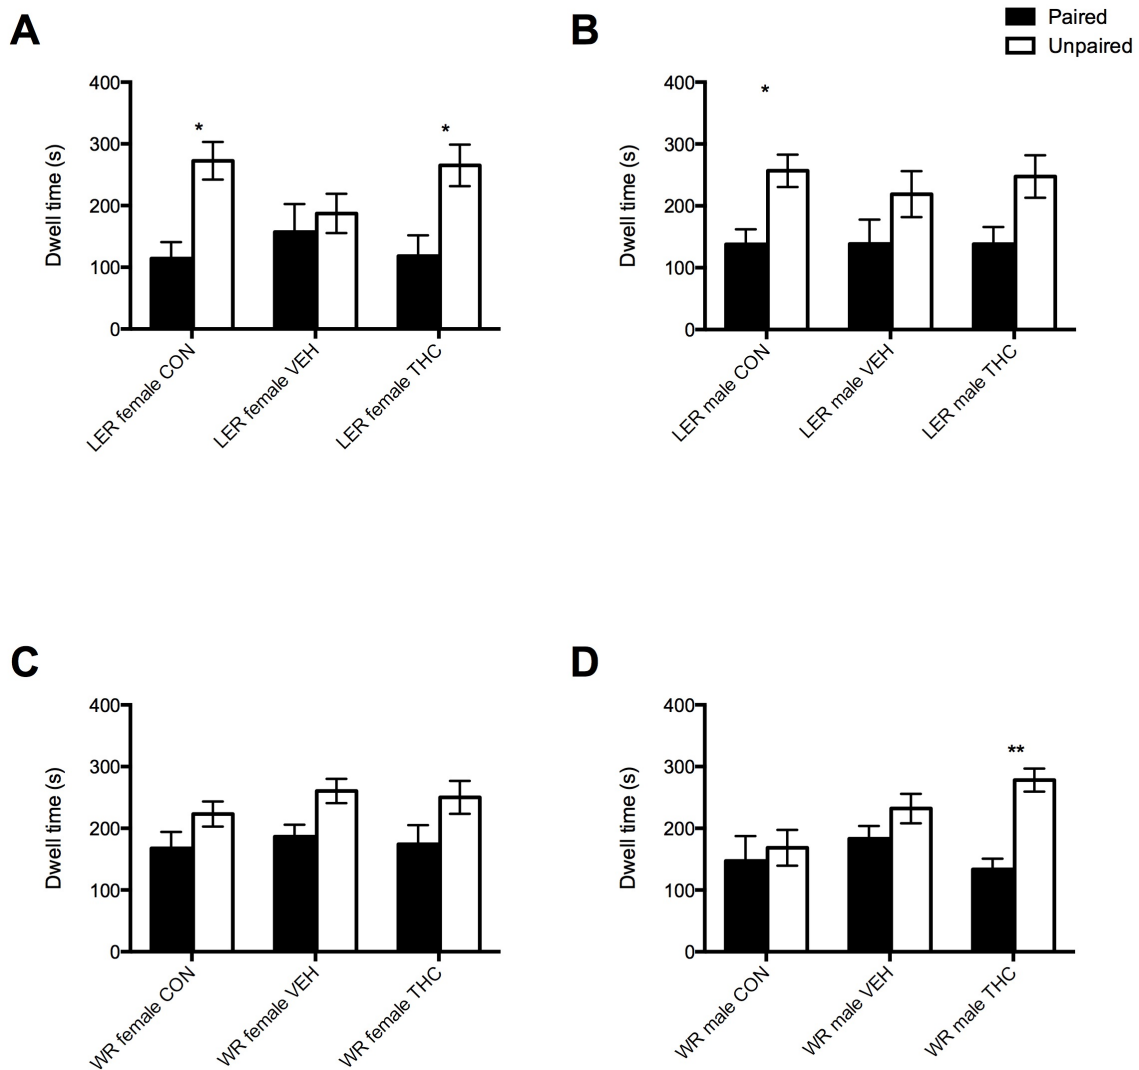 A
B
Paired
Unpaired
400
300
200
100
0
Dwell time (s)
*
*
LER female CON
LER female VEH
LER female THC
400
300
200
100
0
Dwell time (s)
*
LER male CON
LER male VEH
LER male THC
C
D
400
300
200
100
0
Dwell time (s)
WR female CON
WR female VEH
WR female THC
400
300
200
100
0
Dwell time (s)
**
WR male CON
WR male VEH
WR male THC